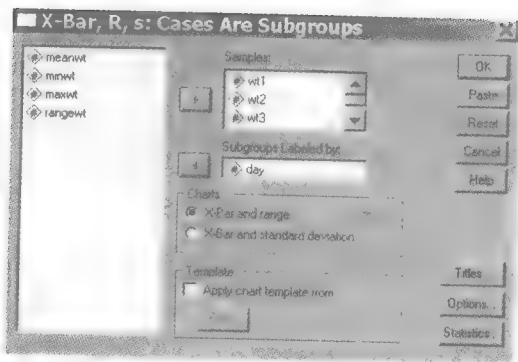 X-Bar, R, s: Cases Are Subgroups
meanwt
minwt
maxwt
rangewt
Samples:
wt1
wt2
wt3
Subgroups Labeled by:
day
Charts
X-Bar and range
X-Bar and standard deviation
Template
Apply chart template from
OK
Paste
Reset
Cancel
Help
Titles
Options...
Statistics...